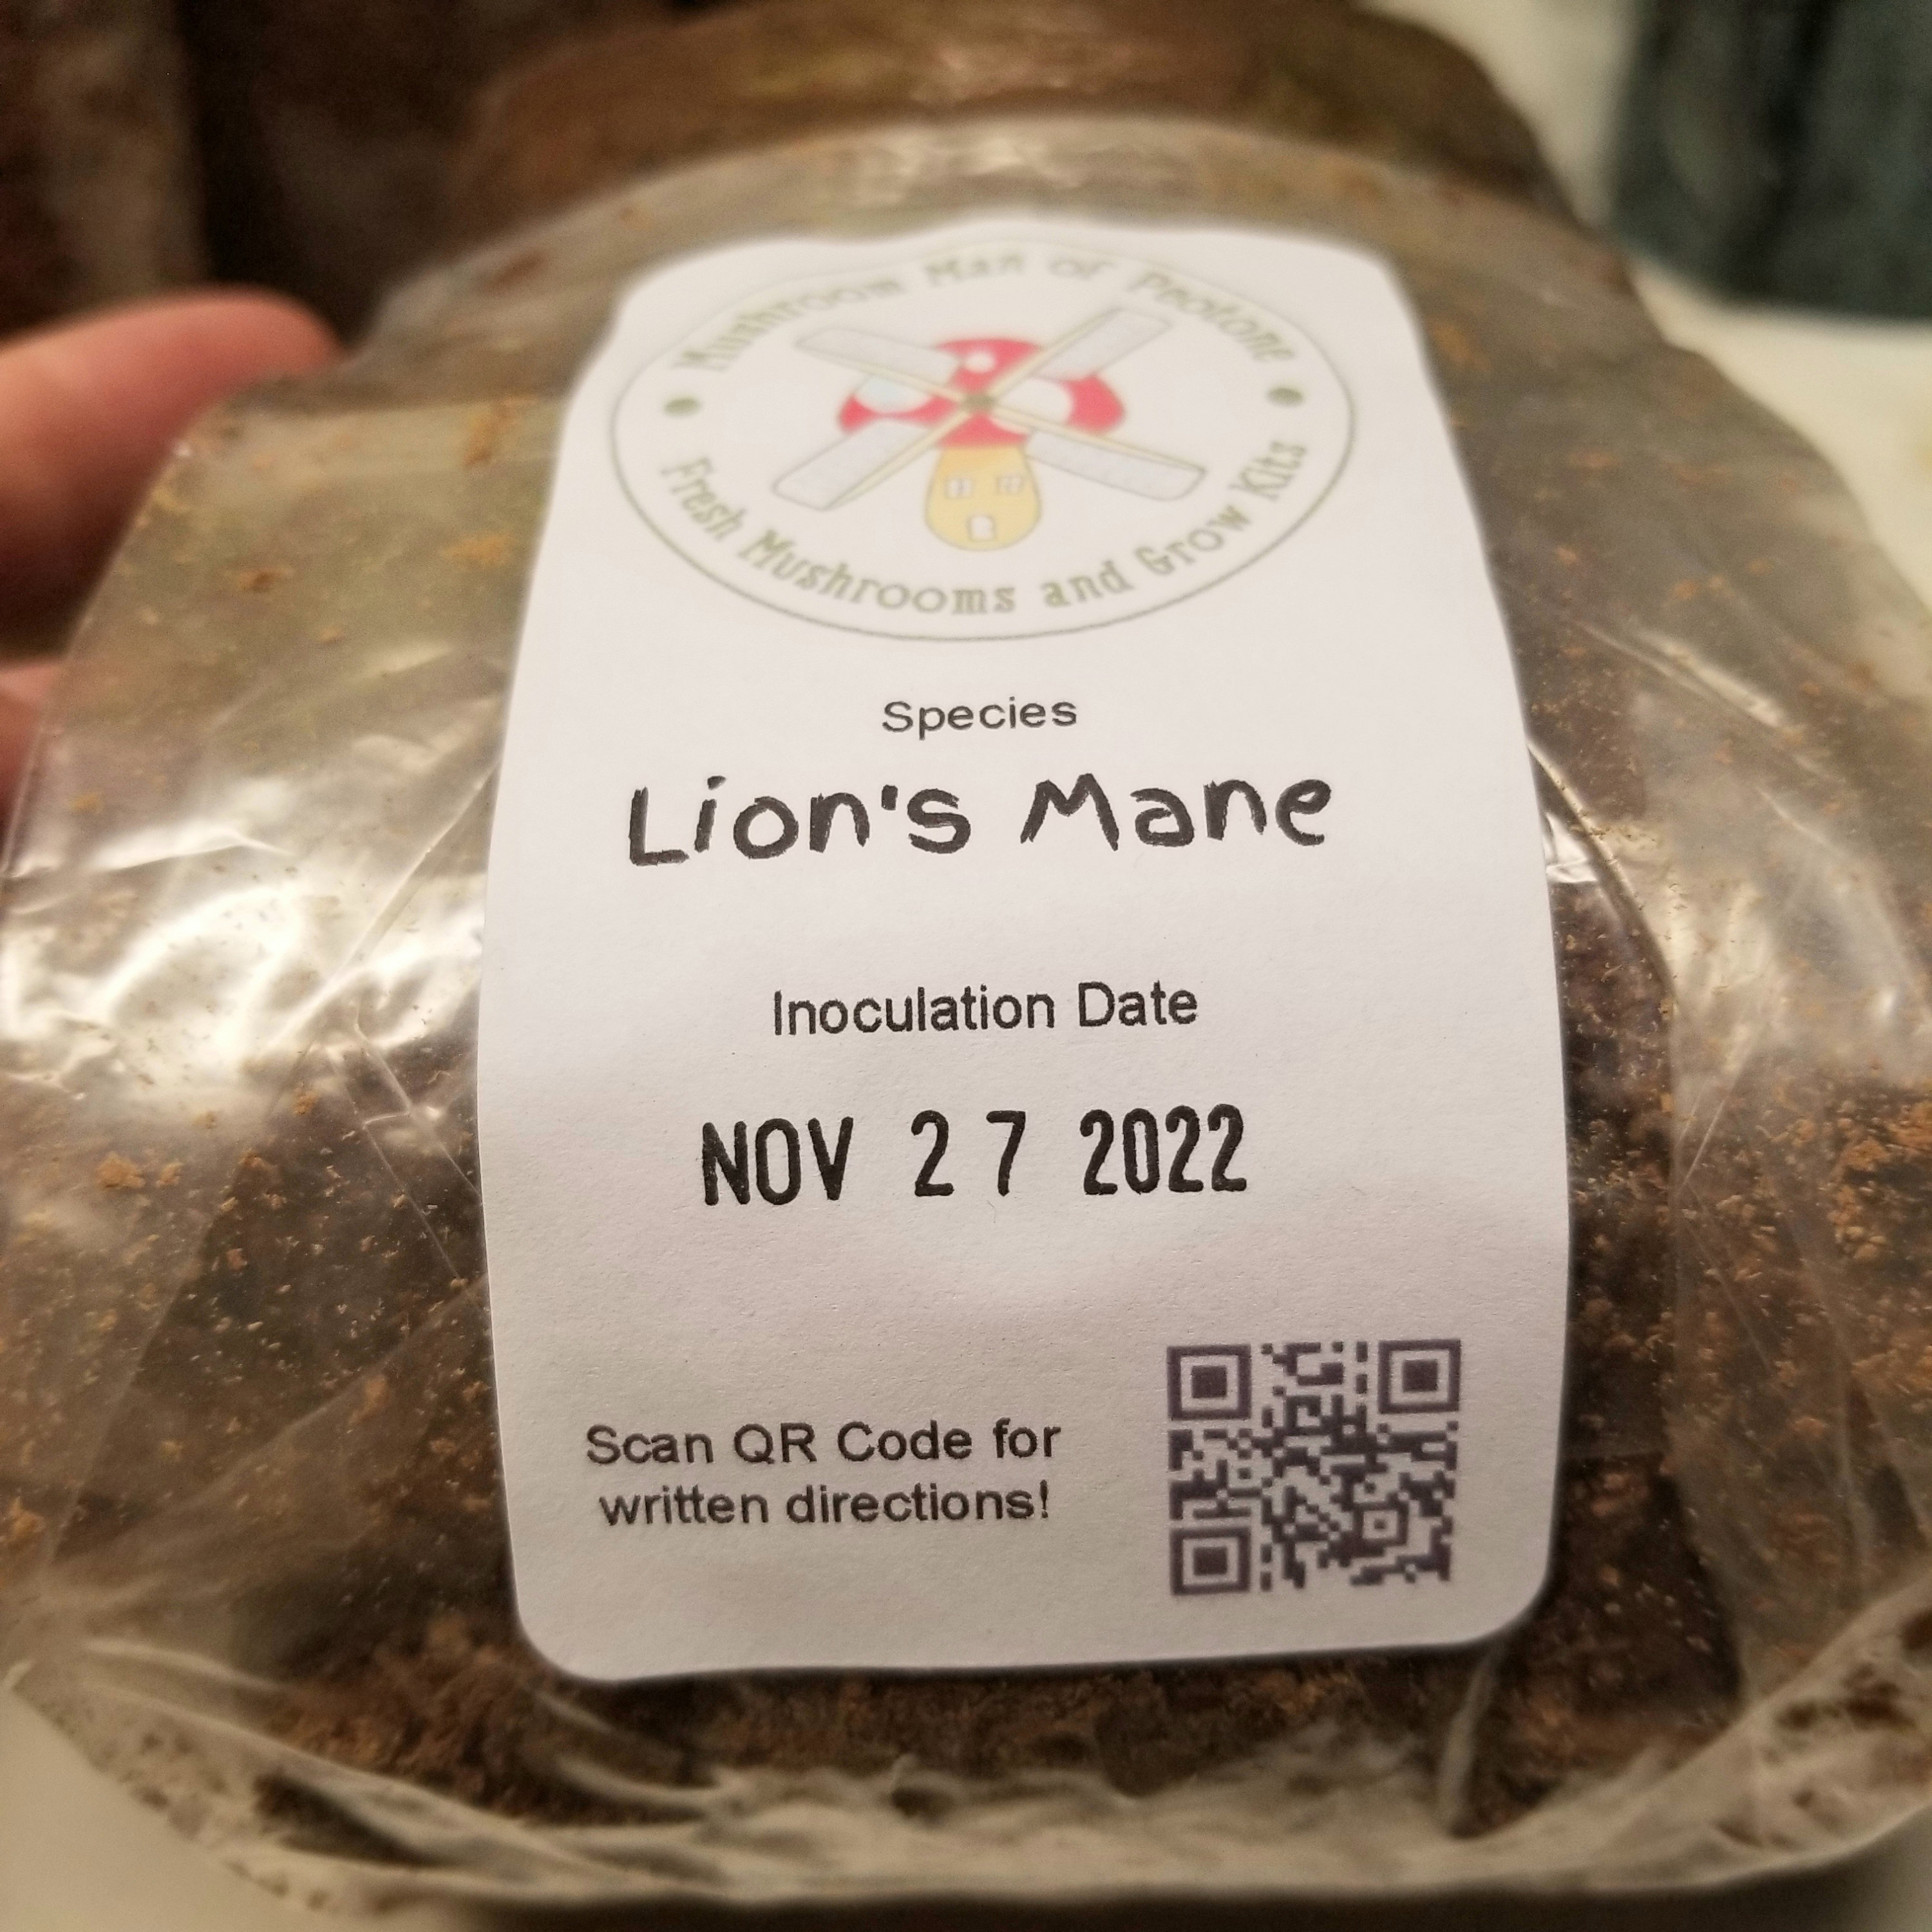 Mushroom Man of Peotone
Fresh Mushrooms and Grow Kits
Species
Lion's Mane
Inoculation Date
NOV 27 2022
Scan QR Code for
written directions!